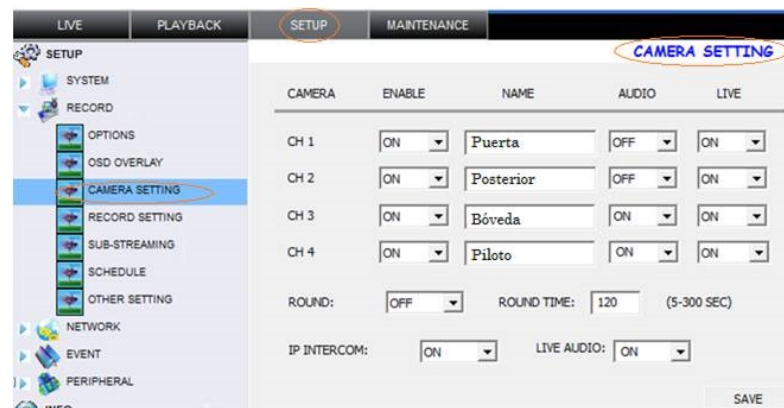 LIVE PLAYBACK SETUP MAINTENANCE
SETUP
CAMERA SETTING
SYSTEM
RECORD
OPTIONS
OSD OVERLAY
CAMERA SETTING
RECORD SETTING
SUB-STREAMING
SCHEDULE
OTHER SETTING
NETWORK
EVENT
PERIPHERAL
CAMERA ENABLE NAME AUDIO LIVE
CH 1 ON Puerta OFF ON
CH 2 ON Posterior OFF ON
CH 3 ON Bóveda ON ON
CH 4 ON Piloto ON ON
ROUND: OFF ROUND TIME: 120 (5-300 SEC)
IP INTERCOM: ON LIVE AUDIO: ON
SAVE